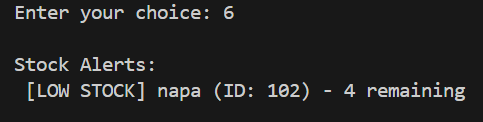 Enter your choice: 6
Stock Alerts:
[LOW STOCK] napa (ID: 102) - 4 remaining